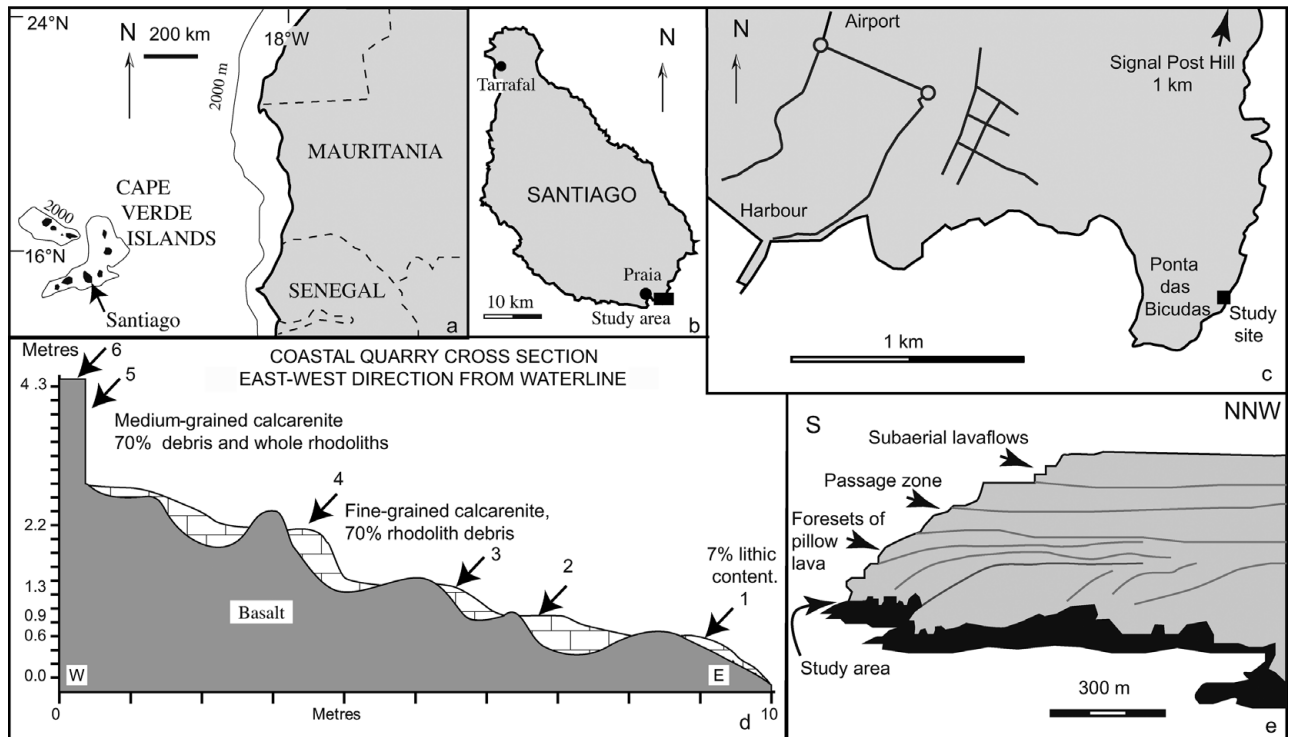 24°N
N
200 km
18°W
2000 m
MAURITANIA
CAPE
VERDE
ISLANDS
2000
16°N
SENEGAL
Santiago
a
N
Tarrafal
SANTIAGO
Praia
10 km
Study area
b
N
Airport
Signal Post Hill
1 km
Harbour
Ponta
das
Bicudas
Study
site
1 km
c
COASTAL QUARRY CROSS SECTION
EAST-WEST DIRECTION FROM WATERLINE
Metres
6
5
4.3
Medium-grained calcarenite
70% debris and whole rhodoliths
4
Fine-grained calcarenite,
70% rhodolith debris
2.2
3
2
7% lithic
content.
1
1.3
0.9
0.6
0.0
Basalt
W
E
0
Metres
10
d
S
NNW
Subaerial lavaflows
Passage zone
Foresets of
pillow
lava
Study area
300 m
e